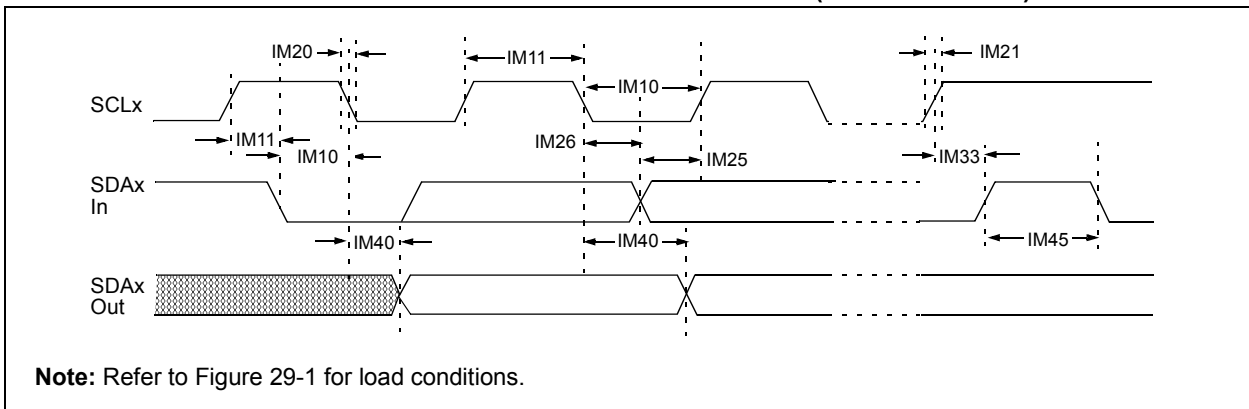 IM20
IM11
IM21
IM10
SCLx
IM11
IM26
IM10
IM25
IM33
SDAx
In
IM40
IM40
IM45
SDAx
Out
Note: Refer to Figure 29-1 for load conditions.